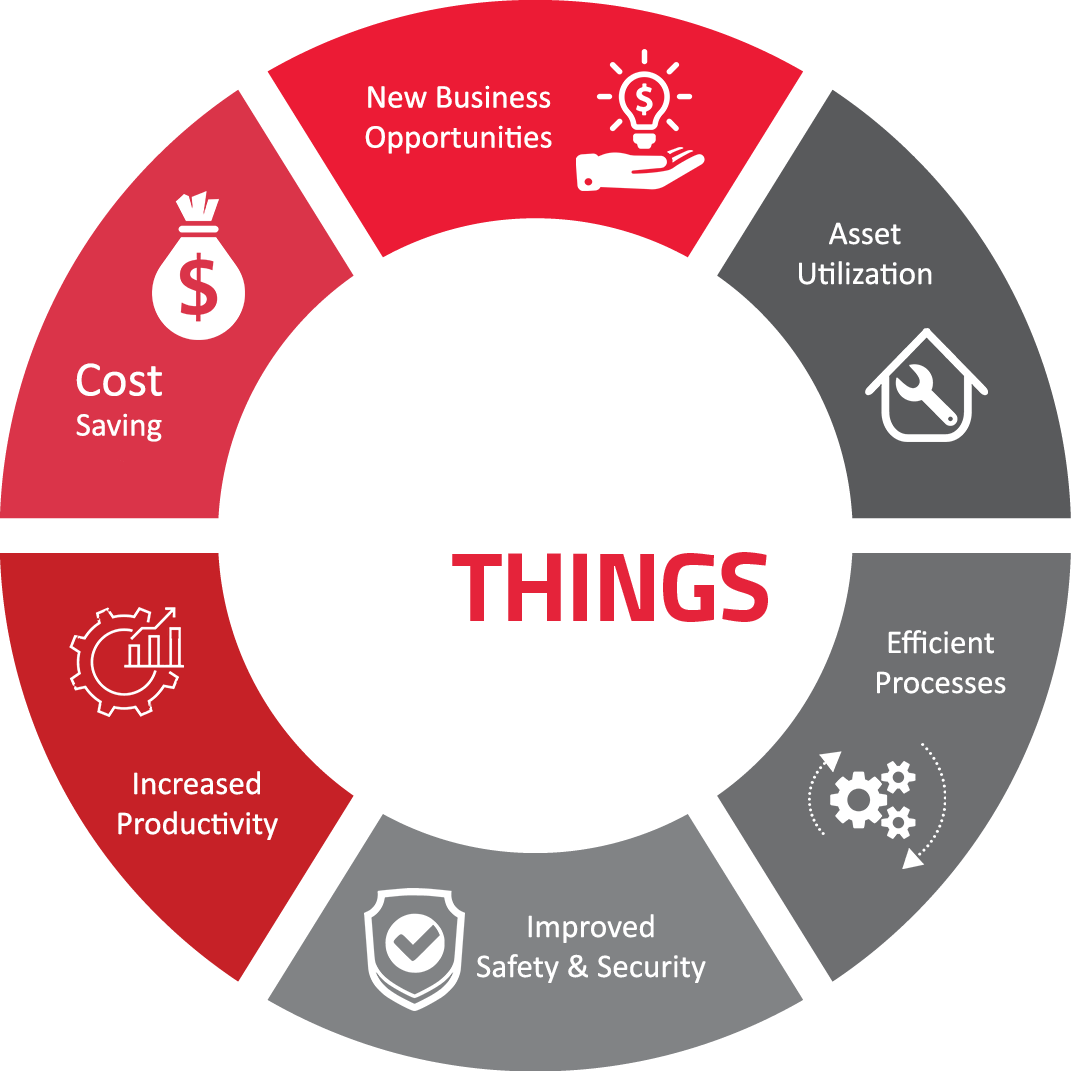 New Business
Opportunities
$
Asset
Utilization
$
Cost
Saving
THINGS
Efficient
Processes
Increased
Productivity
Improved
Safety & Security